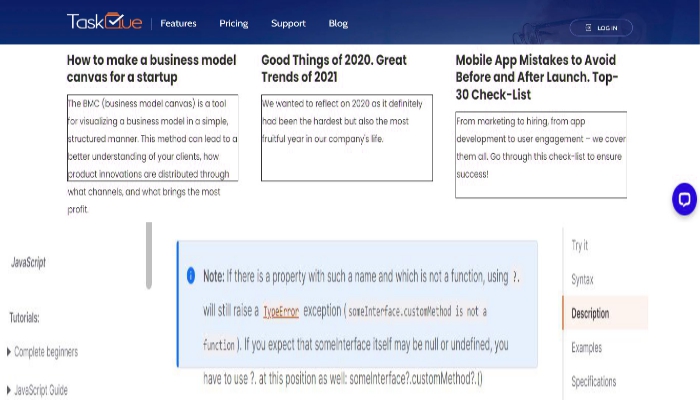 TaskQue
Features
Pricing
Support
Blog
LOG IN
How to make a business model
canvas for a startup
The BMC (business model canvas) is a tool
for visualizing a business model in a simple,
structured manner. This method can lead to a
better understanding of your clients, how
product innovations are distributed through
what channels, and what brings the most
profit.
Good Things of 2020. Great
Trends of 2021
We wanted to reflect on 2020 as it definitely
had been the hardest but also the most
fruitful year in our company's life.
Mobile App Mistakes to Avoid
Before and After Launch. Top-
30 Check-List
From marketing to hiring, from app
development to user engagement – we cover
them all. Go through this check-list to ensure
success!
JavaScript
Tutorials:
Complete beginners
JavaScript Guide
Note: If there is a property with such a name and which is not a function, using ?.
will still raise a TypeError exception (someInterface.customMethod is not a
function). If you expect that someInterface itself may be null or undefined, you
have to use ?. at this position as well: someInterface?.customMethod?.()
Try it
Syntax
Description
Examples
Specifications